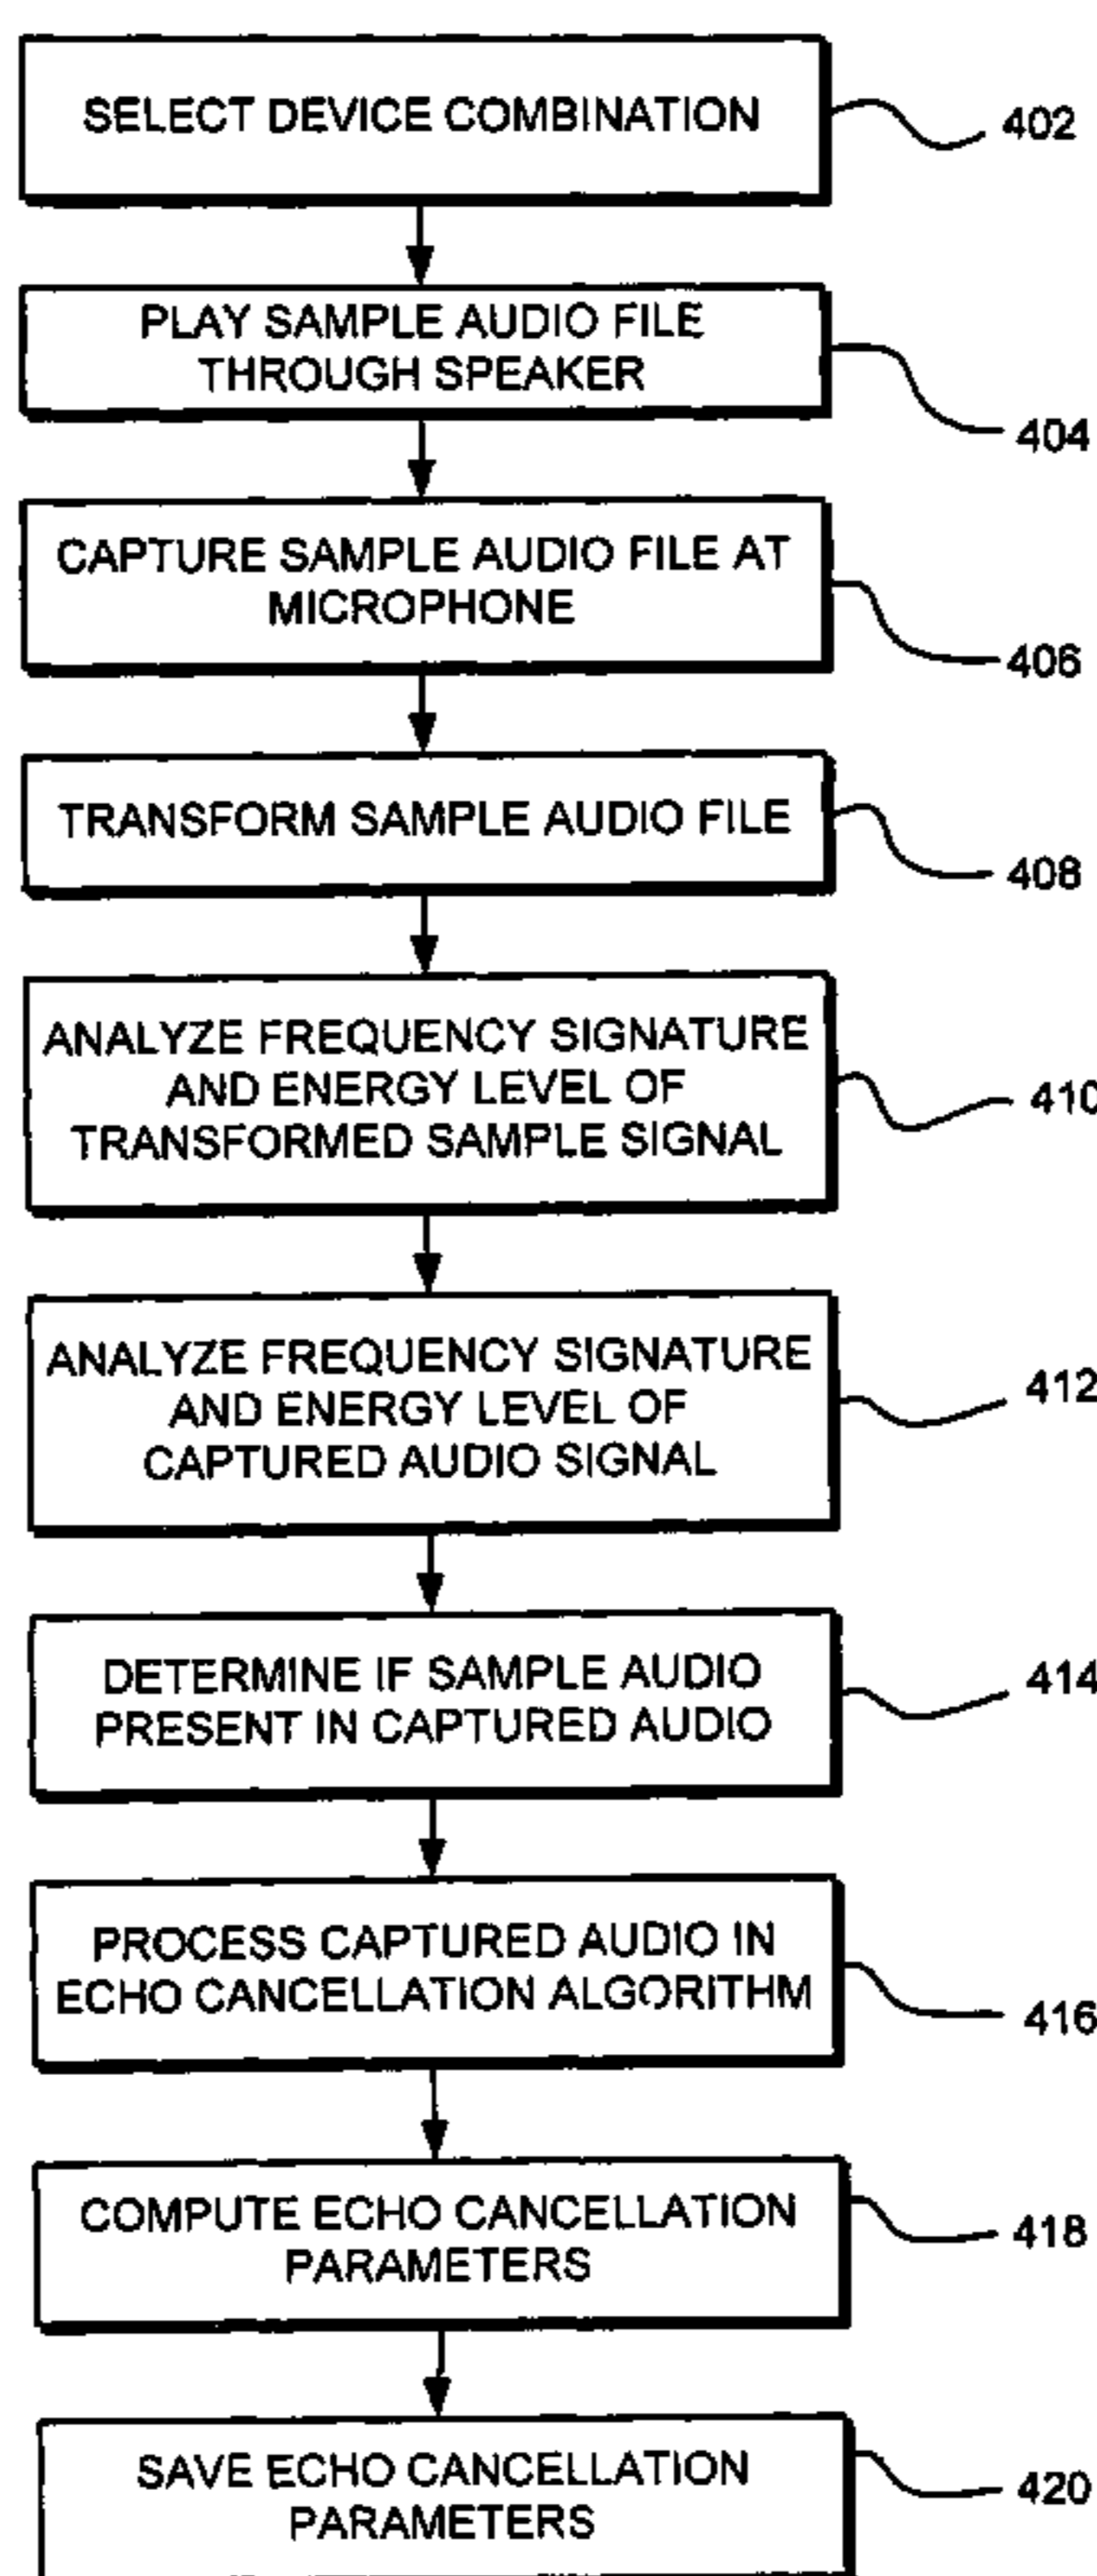 SELECT DEVICE COMBINATION
402
PLAY SAMPLE AUDIO FILE
THROUGH SPEAKER
404
CAPTURE SAMPLE AUDIO FILE AT
MICROPHONE
406
TRANSFORM SAMPLE AUDIO FILE
408
ANALYZE FREQUENCY SIGNATURE
AND ENERGY LEVEL OF
TRANSFORMED SAMPLE SIGNAL
410
ANALYZE FREQUENCY SIGNATURE
AND ENERGY LEVEL OF
CAPTURED AUDIO SIGNAL
412
DETERMINE IF SAMPLE AUDIO
PRESENT IN CAPTURED AUDIO
414
PROCESS CAPTURED AUDIO IN
ECHO CANCELLATION ALGORITHM
416
COMPUTE ECHO CANCELLATION
PARAMETERS
418
SAVE ECHO CANCELLATION
PARAMETERS
420